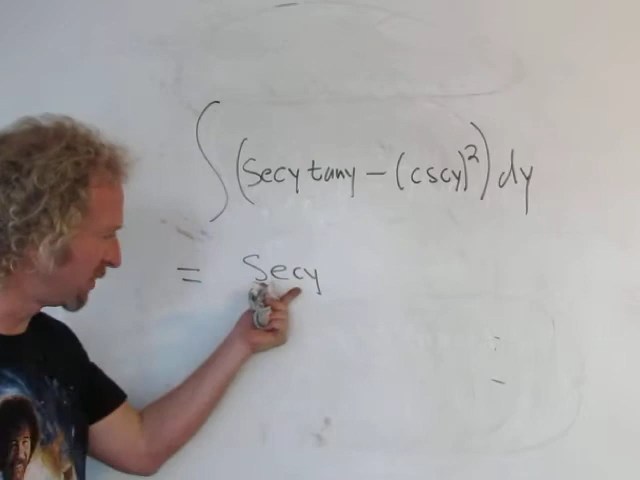 ∫(secy tany − (cscy)²) dy
= Secy